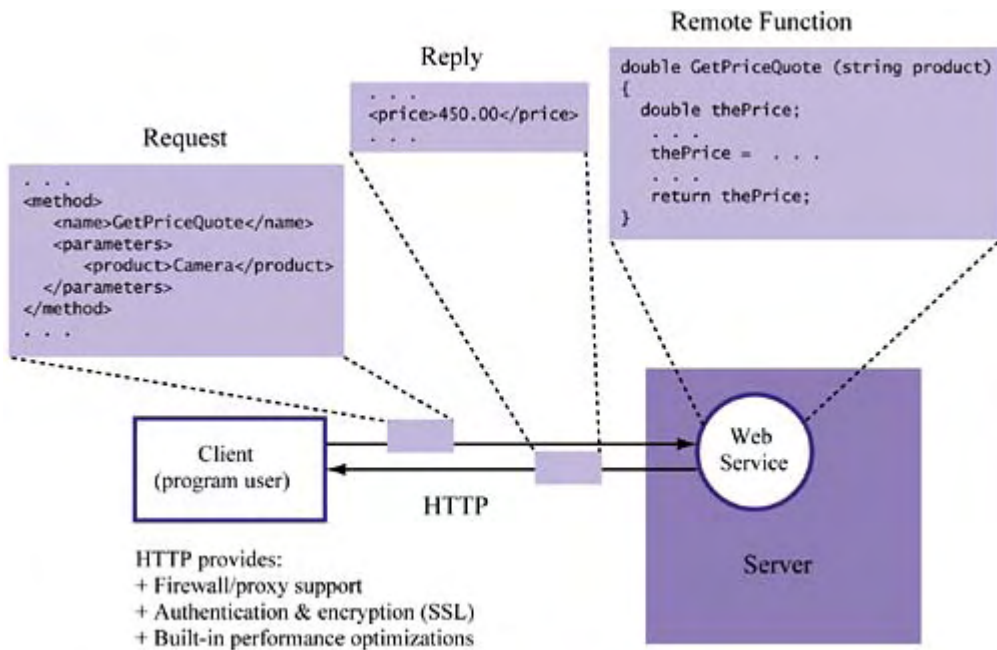 Remote Function
double GetPriceQuote (string product)
{
double thePrice;
. . .
thePrice = . . .
. . .
return thePrice;
}
Reply
. . .
<price>450.00</price>
. . .
Request
. . .
<method>
<name>GetPriceQuote</name>
<parameters>
<product>Camera</product>
</parameters>
</method>
. . .
Client
(program user)
HTTP
Web
Service
Server
HTTP provides:
+ Firewall/proxy support
+ Authentication & encryption (SSL)
+ Built-in performance optimizations